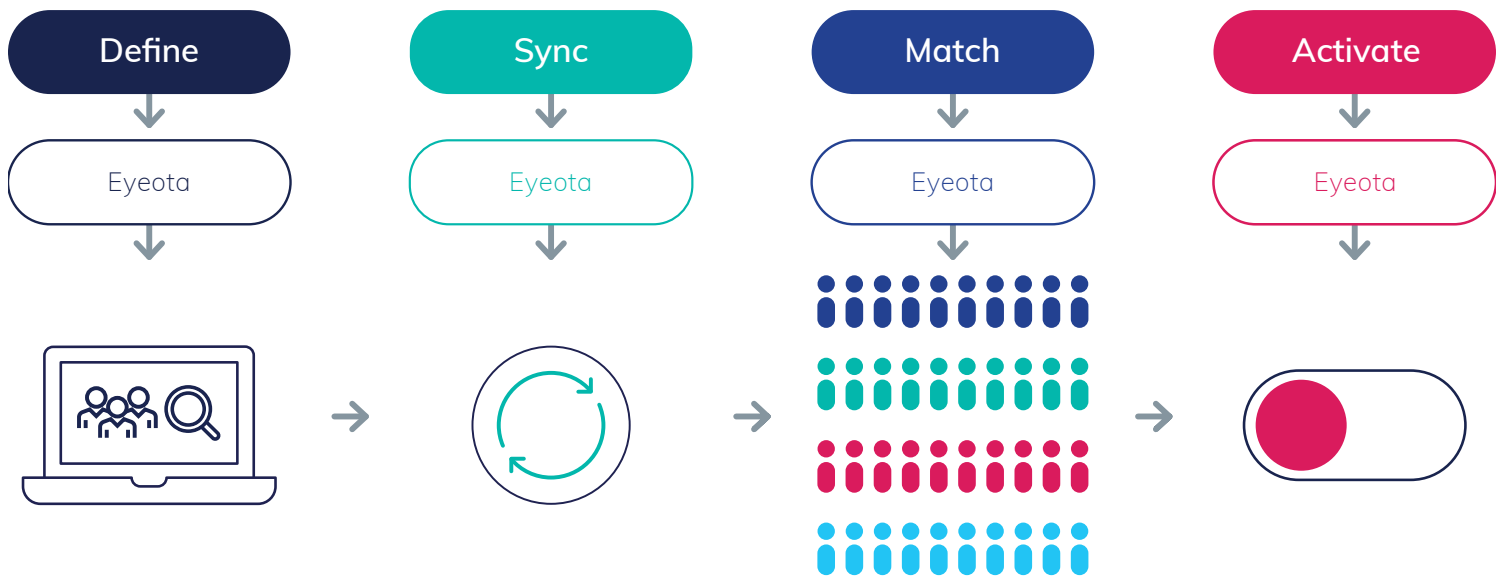 Define
Sync
Match
Activate
Eyeota
Eyeota
Eyeota
Eyeota